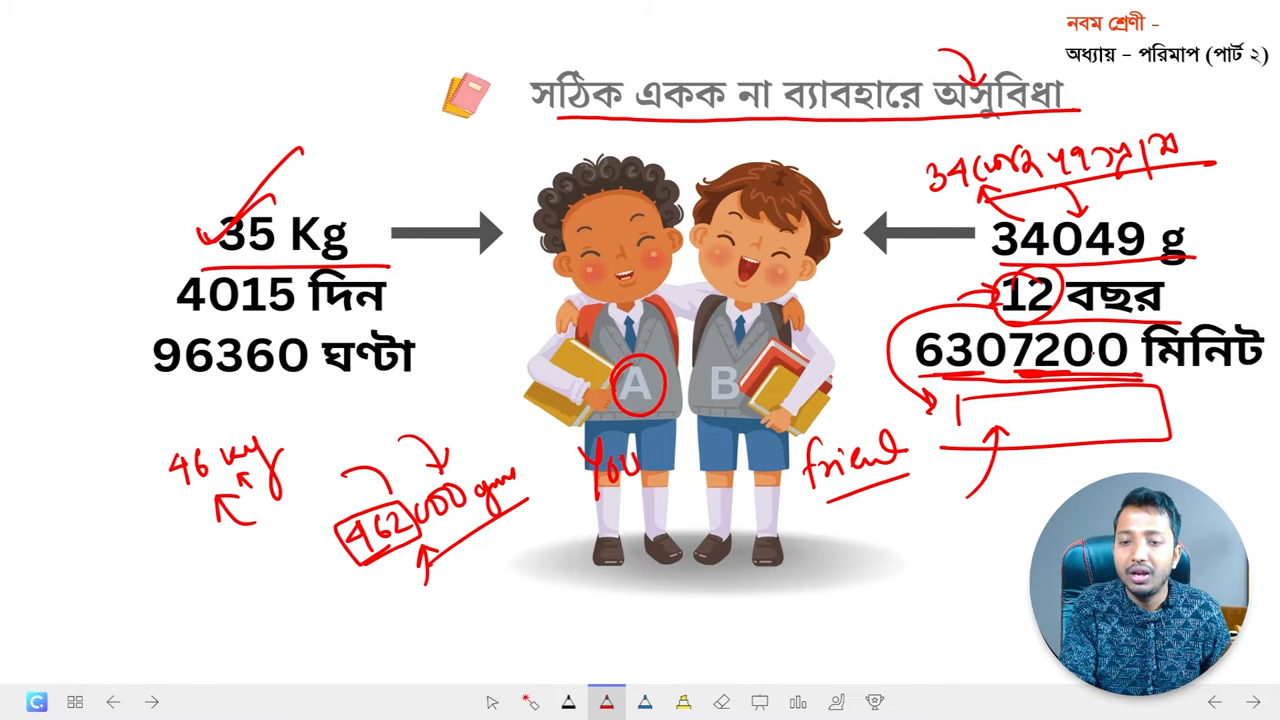 নবম শ্রেণী -
অধ্যায় - পরিমাপ (পার্ট ২)
সঠিক একক না ব্যাবহারে অসুবিধা
34
35 Kg
34049 g
4015 দিন
12 বছর
96360 ঘণ্টা
6307200 মিনিট
A
B
46 kg
You
friend
462000 gm